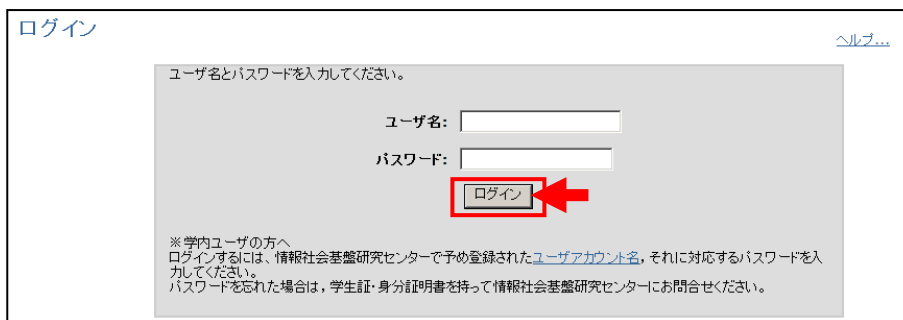 ログイン
ヘルプ...
ユーザ名とパスワードを入力してください。
ユーザ名:
パスワード:
ログイン
※学内ユーザの方へ
ログインするには、情報社会基盤研究センターで予め登録されたユーザアカウント名, それに対応するパスワードを入
力してください。
パスワードを忘れた場合は, 学生証・身分証明書を持って情報社会基盤研究センターにお問合せください。